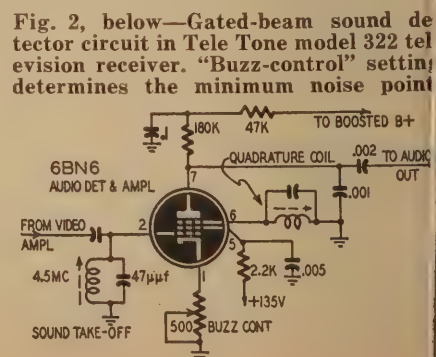 Fig. 2, below—Gated-beam sound de
tector circuit in Tele Tone model 322 tel
evision receiver. "Buzz-control" setting
determines the minimum noise point
.1
180K
47K
TO BOOSTED B+
6BN6
AUDIO DET & AMPL
7
QUADRATURE COIL
.002
TO AUDIO
OUT
.001
FROM VIDEO
AMPL
2
6
5
4.5MC
47μμf
1
2.2K
.005
+135V
SOUND TAKE-OFF
500
BUZZ CONT